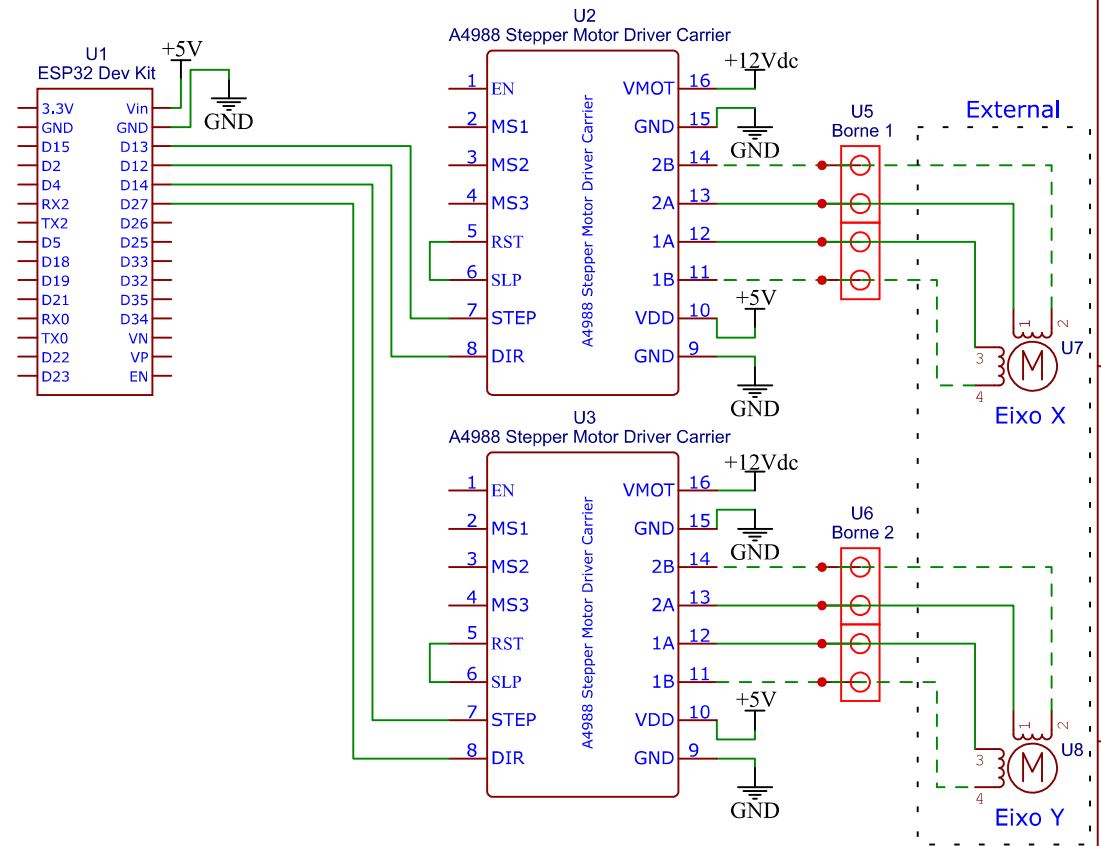 U1
ESP32 Dev Kit
+5V
GND
3.3V
GND
D15
D2
D4
RX2
TX2
D5
D18
D19
D21
RX0
TX0
D22
D23
Vin
GND
D13
D12
D14
D27
D26
D25
D33
D32
D35
D34
VN
VP
EN
U2
A4988 Stepper Motor Driver Carrier
A4988 Stepper Motor Driver Carrier
1 EN
2 MS1
3 MS2
4 MS3
5 RST
6 SLP
7 STEP
8 DIR
VMOT 16
GND 15
2B 14
2A 13
1A 12
1B 11
VDD 10
GND 9
+12Vdc
GND
+5V
GND
U5
Borne 1
External
1
2
3
4
M
U7
Eixo X
U3
A4988 Stepper Motor Driver Carrier
A4988 Stepper Motor Driver Carrier
1 EN
2 MS1
3 MS2
4 MS3
5 RST
6 SLP
7 STEP
8 DIR
VMOT 16
GND 15
2B 14
2A 13
1A 12
1B 11
VDD 10
GND 9
+12Vdc
GND
+5V
GND
U6
Borne 2
1
2
3
4
M
U8
Eixo Y